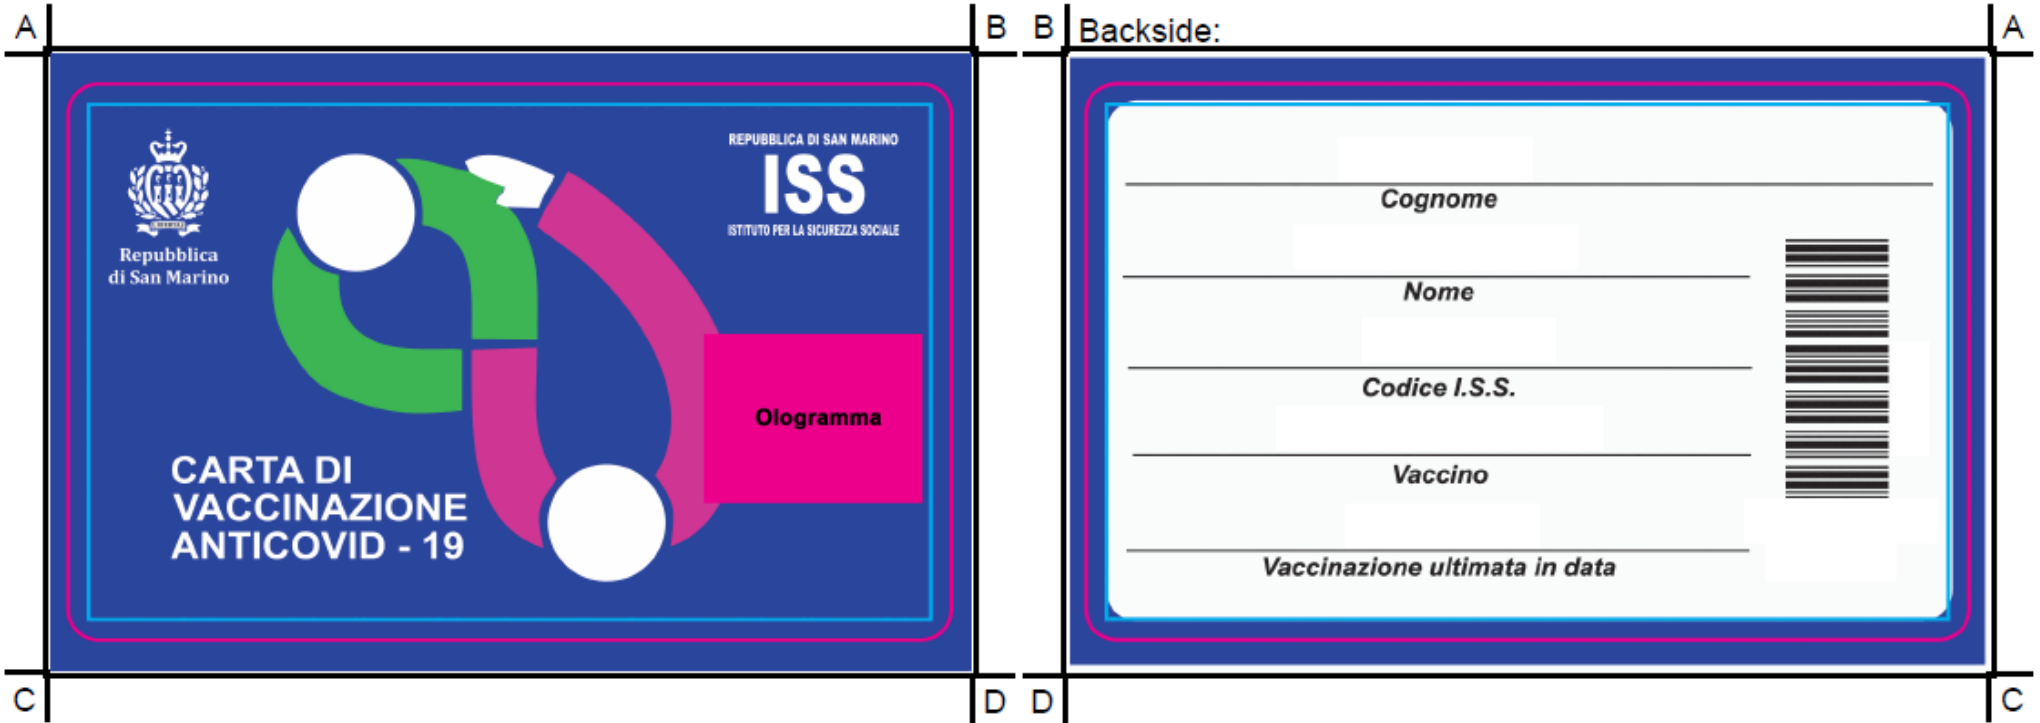 A
B
Repubblica
di San Marino
REPUBBLICA DI SAN MARINO
ISS
ISTITUTO PER LA SICUREZZA SOCIALE
Ologramma
CARTA DI
VACCINAZIONE
ANTICOVID - 19
C
D
B
Backside:
A
Cognome
Nome
Codice I.S.S.
Vaccino
Vaccinazione ultimata in data
D
C